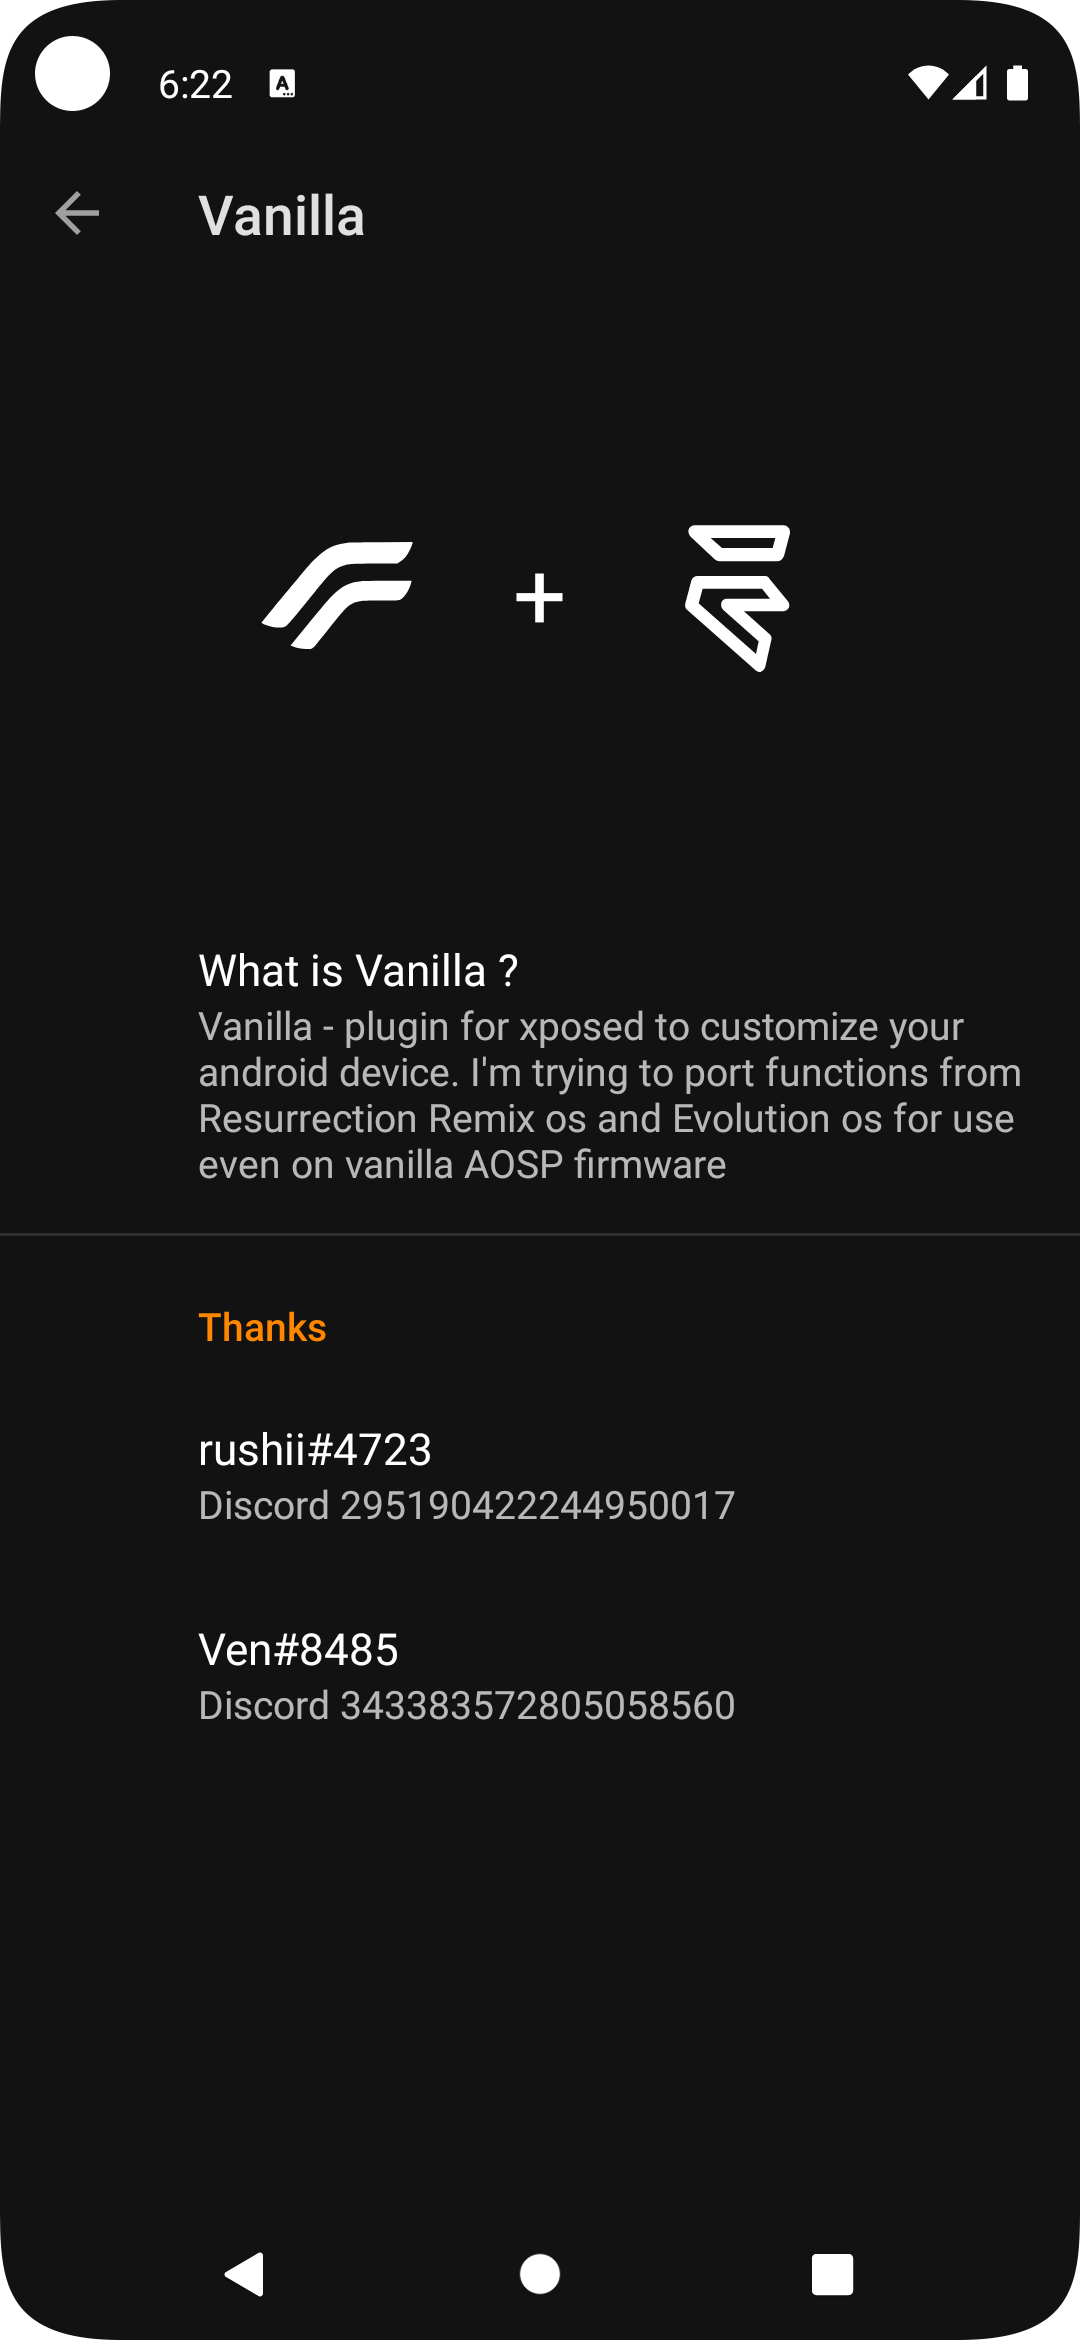 6:22
Vanilla
What is Vanilla ?
Vanilla - plugin for xposed to customize your
android device. I'm trying to port functions from
Resurrection Remix os and Evolution os for use
even on vanilla AOSP firmware
Thanks
rushii#4723
Discord 295190422244950017
Ven#8485
Discord 343383572805058560